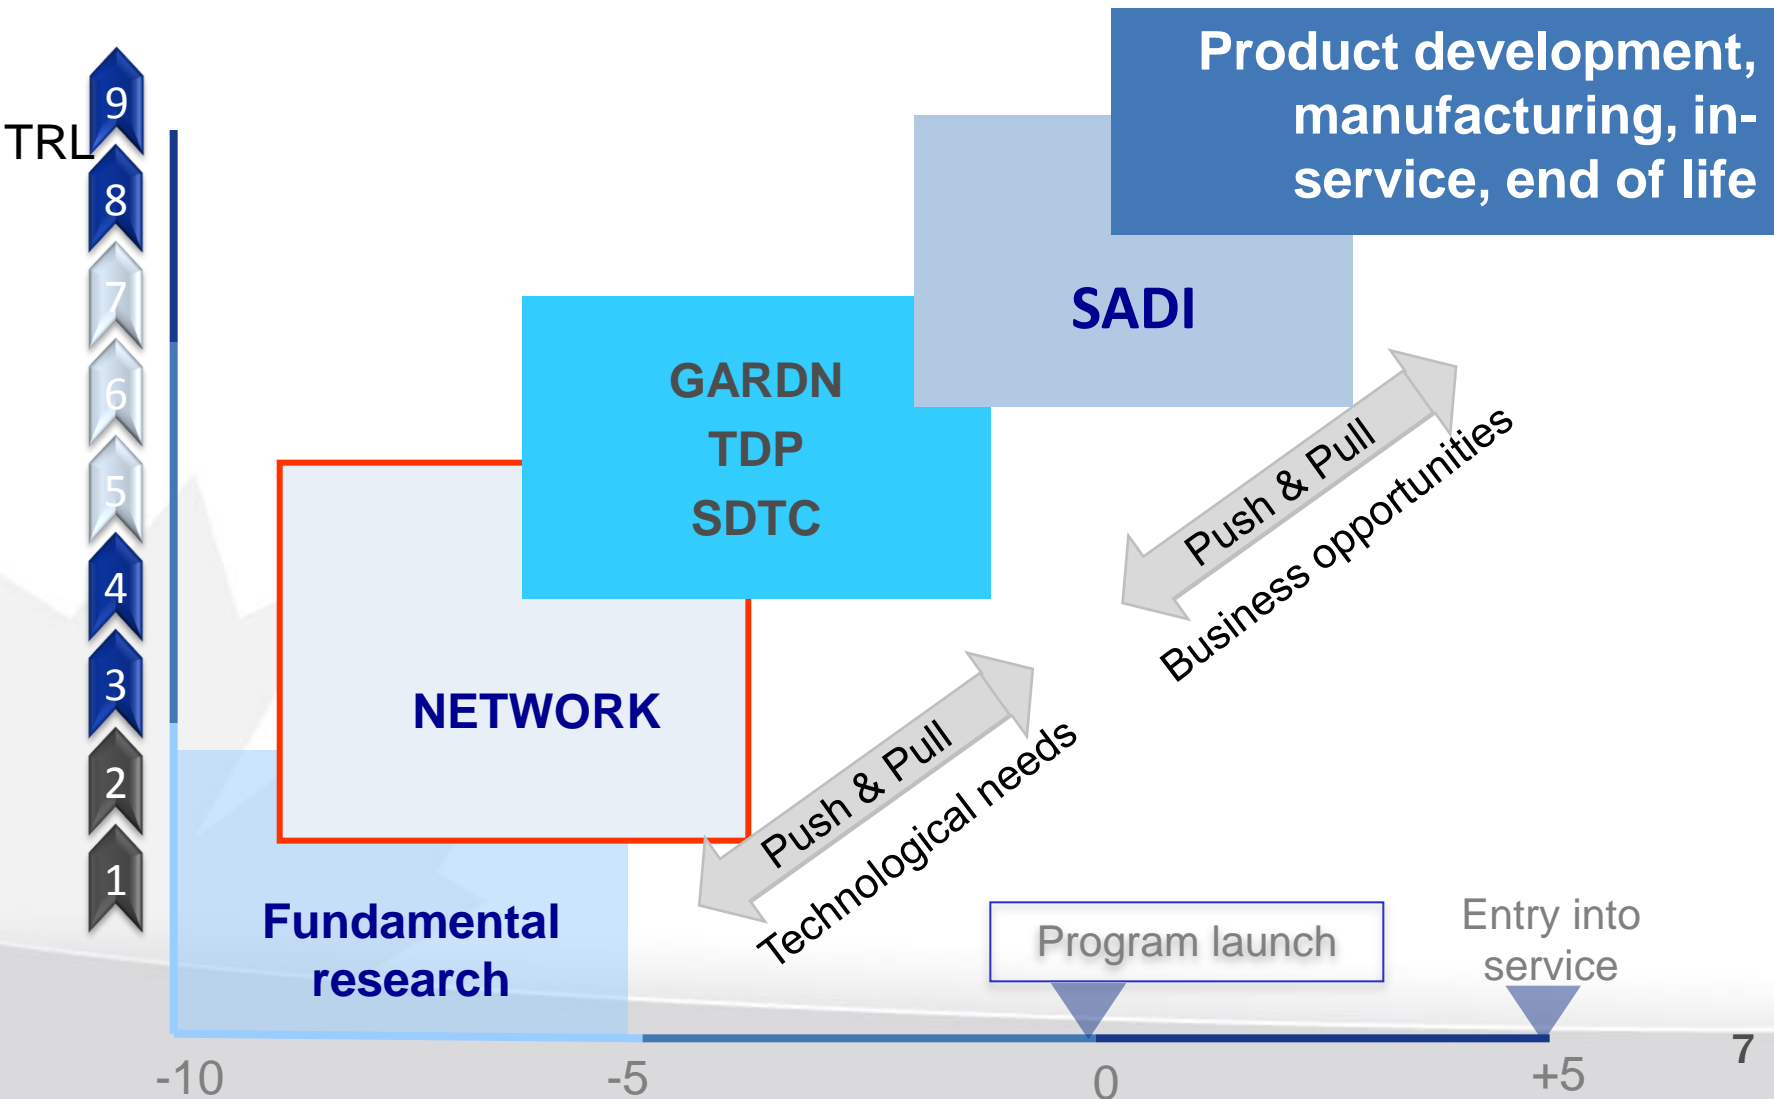 Product development,
manufacturing, in-
service, end of life
TRL
9
8
7
6
5
4
3
2
1
SADI
GARDN
TDP
SDTC
NETWORK
Fundamental
research
Push & Pull
Business opportunities
Push & Pull
Technological needs
Program launch
Entry into
service
-10
-5
0
+5
7